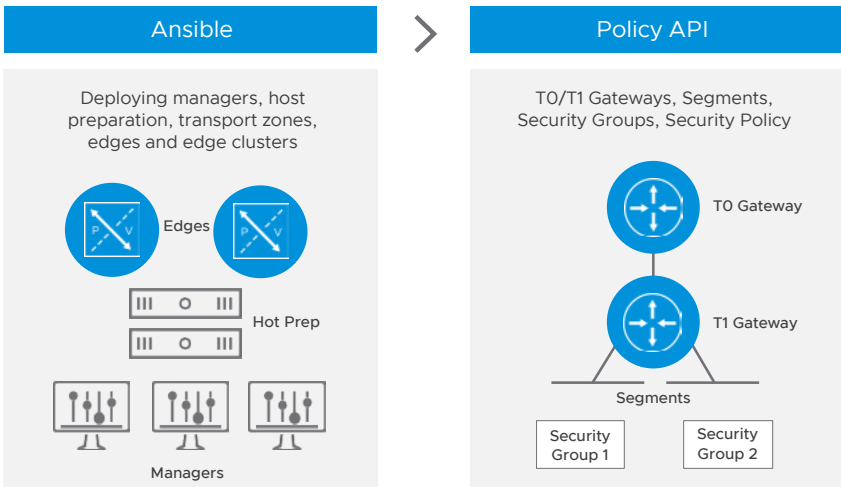 Ansible
Deploying managers, host
preparation, transport zones,
edges and edge clusters
P
V
Edges
P
V
Hot Prep
Managers
Policy API
T0/T1 Gateways, Segments,
Security Groups, Security Policy
T0 Gateway
T1 Gateway
Segments
Security
Group 1
Security
Group 2